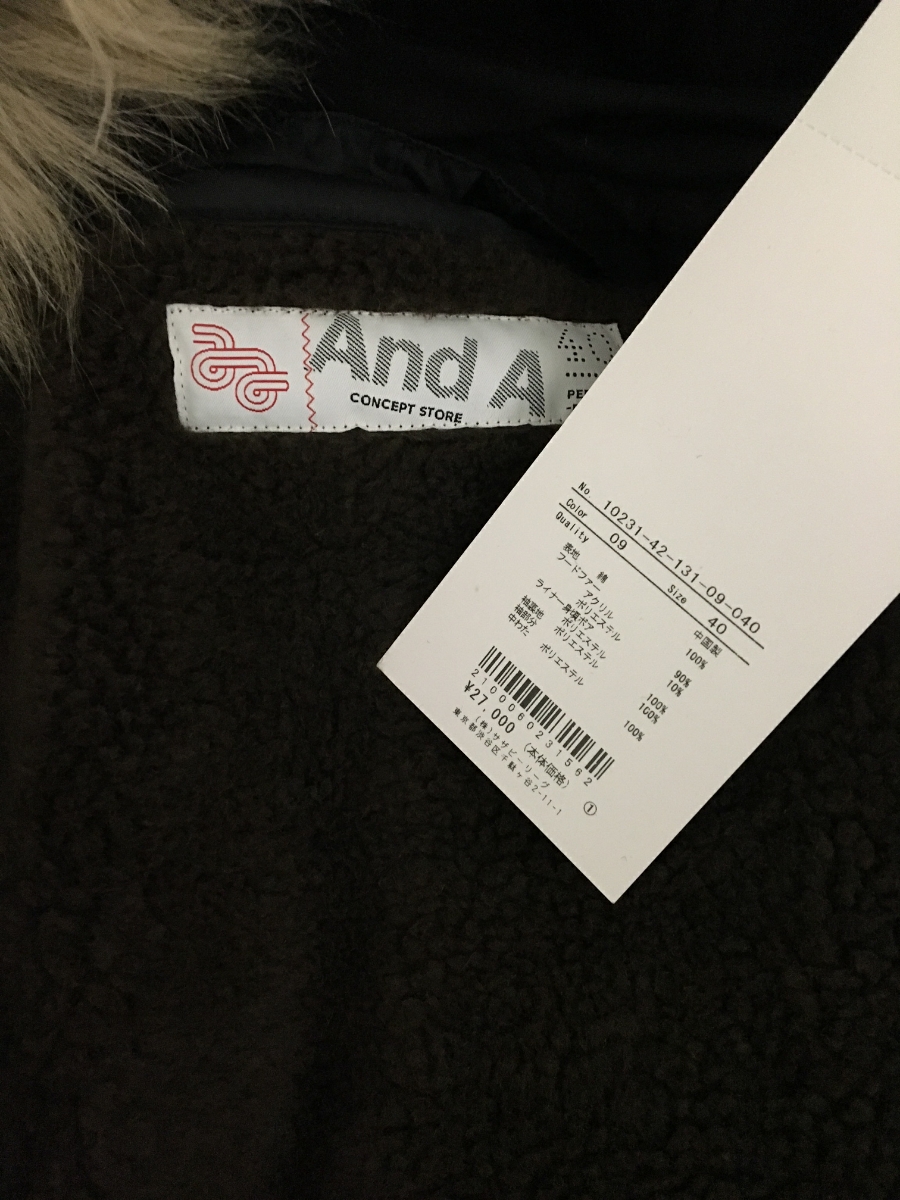 And A
CONCEPT STORE
40
No. 10231-42-131-09-040
Color 09 Size 40
Quality 中国製
表地 綿 100%
フードファー アクリル 90%
ポリエステル 10%
ライナー身頃ボア ポリエステル 100%
袖裏地 ポリエステル 100%
袖部分
中わた ポリエステル 100%
2100060231562
¥27,000 (本体価格)
(株)サザビーリーグ ①
東京都渋谷区千駄ヶ谷2-11-1